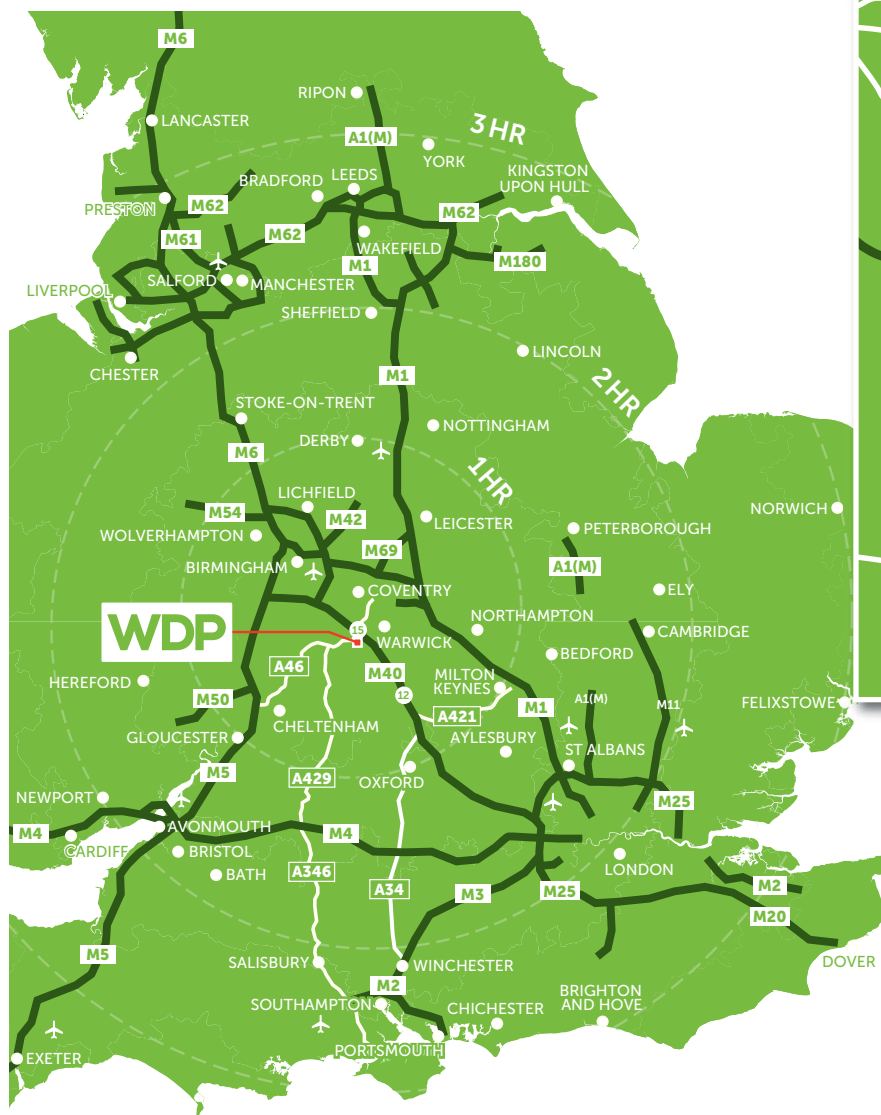 M6
RIPON
LANCASTER
3 HR
A1(M)
YORK
KINGSTON
UPON HULL
BRADFORD
LEEDS
PRESTON
M62
M62
M61
M62
WAKEFIELD
M1
M180
SALFORD
MANCHESTER
LIVERPOOL
SHEFFIELD
LINCOLN
CHESTER
M1
2 HR
STOKE-ON-TRENT
NOTTINGHAM
DERBY
M6
1HR
LICHFIELD
M54
M42
LEICESTER
NORWICH
PETERBOROUGH
WOLVERHAMPTON
M69
BIRMINGHAM
A1(M)
COVENTRY
ELY
NORTHAMPTON
WDP
15
WARWICK
CAMBRIDGE
BEDFORD
A46
M40
MILTON
KEYNES
HEREFORD
12
M50
A1(M)
M11
FELIXSTOWE
CHELTENHAM
A421
M1
GLOUCESTER
AYLESBURY
ST ALBANS
M5
A429
OXFORD
NEWPORT
M25
AVONMOUTH
M4
M4
CARDIFF
BRISTOL
LONDON
BATH
A346
A34
M3
M25
M2
M20
M5
SALISBURY
WINCHESTER
DOVER
M2
BRIGHTON
AND HOVE
SOUTHAMPTON
CHICHESTER
PORTSMOUTH
EXETER